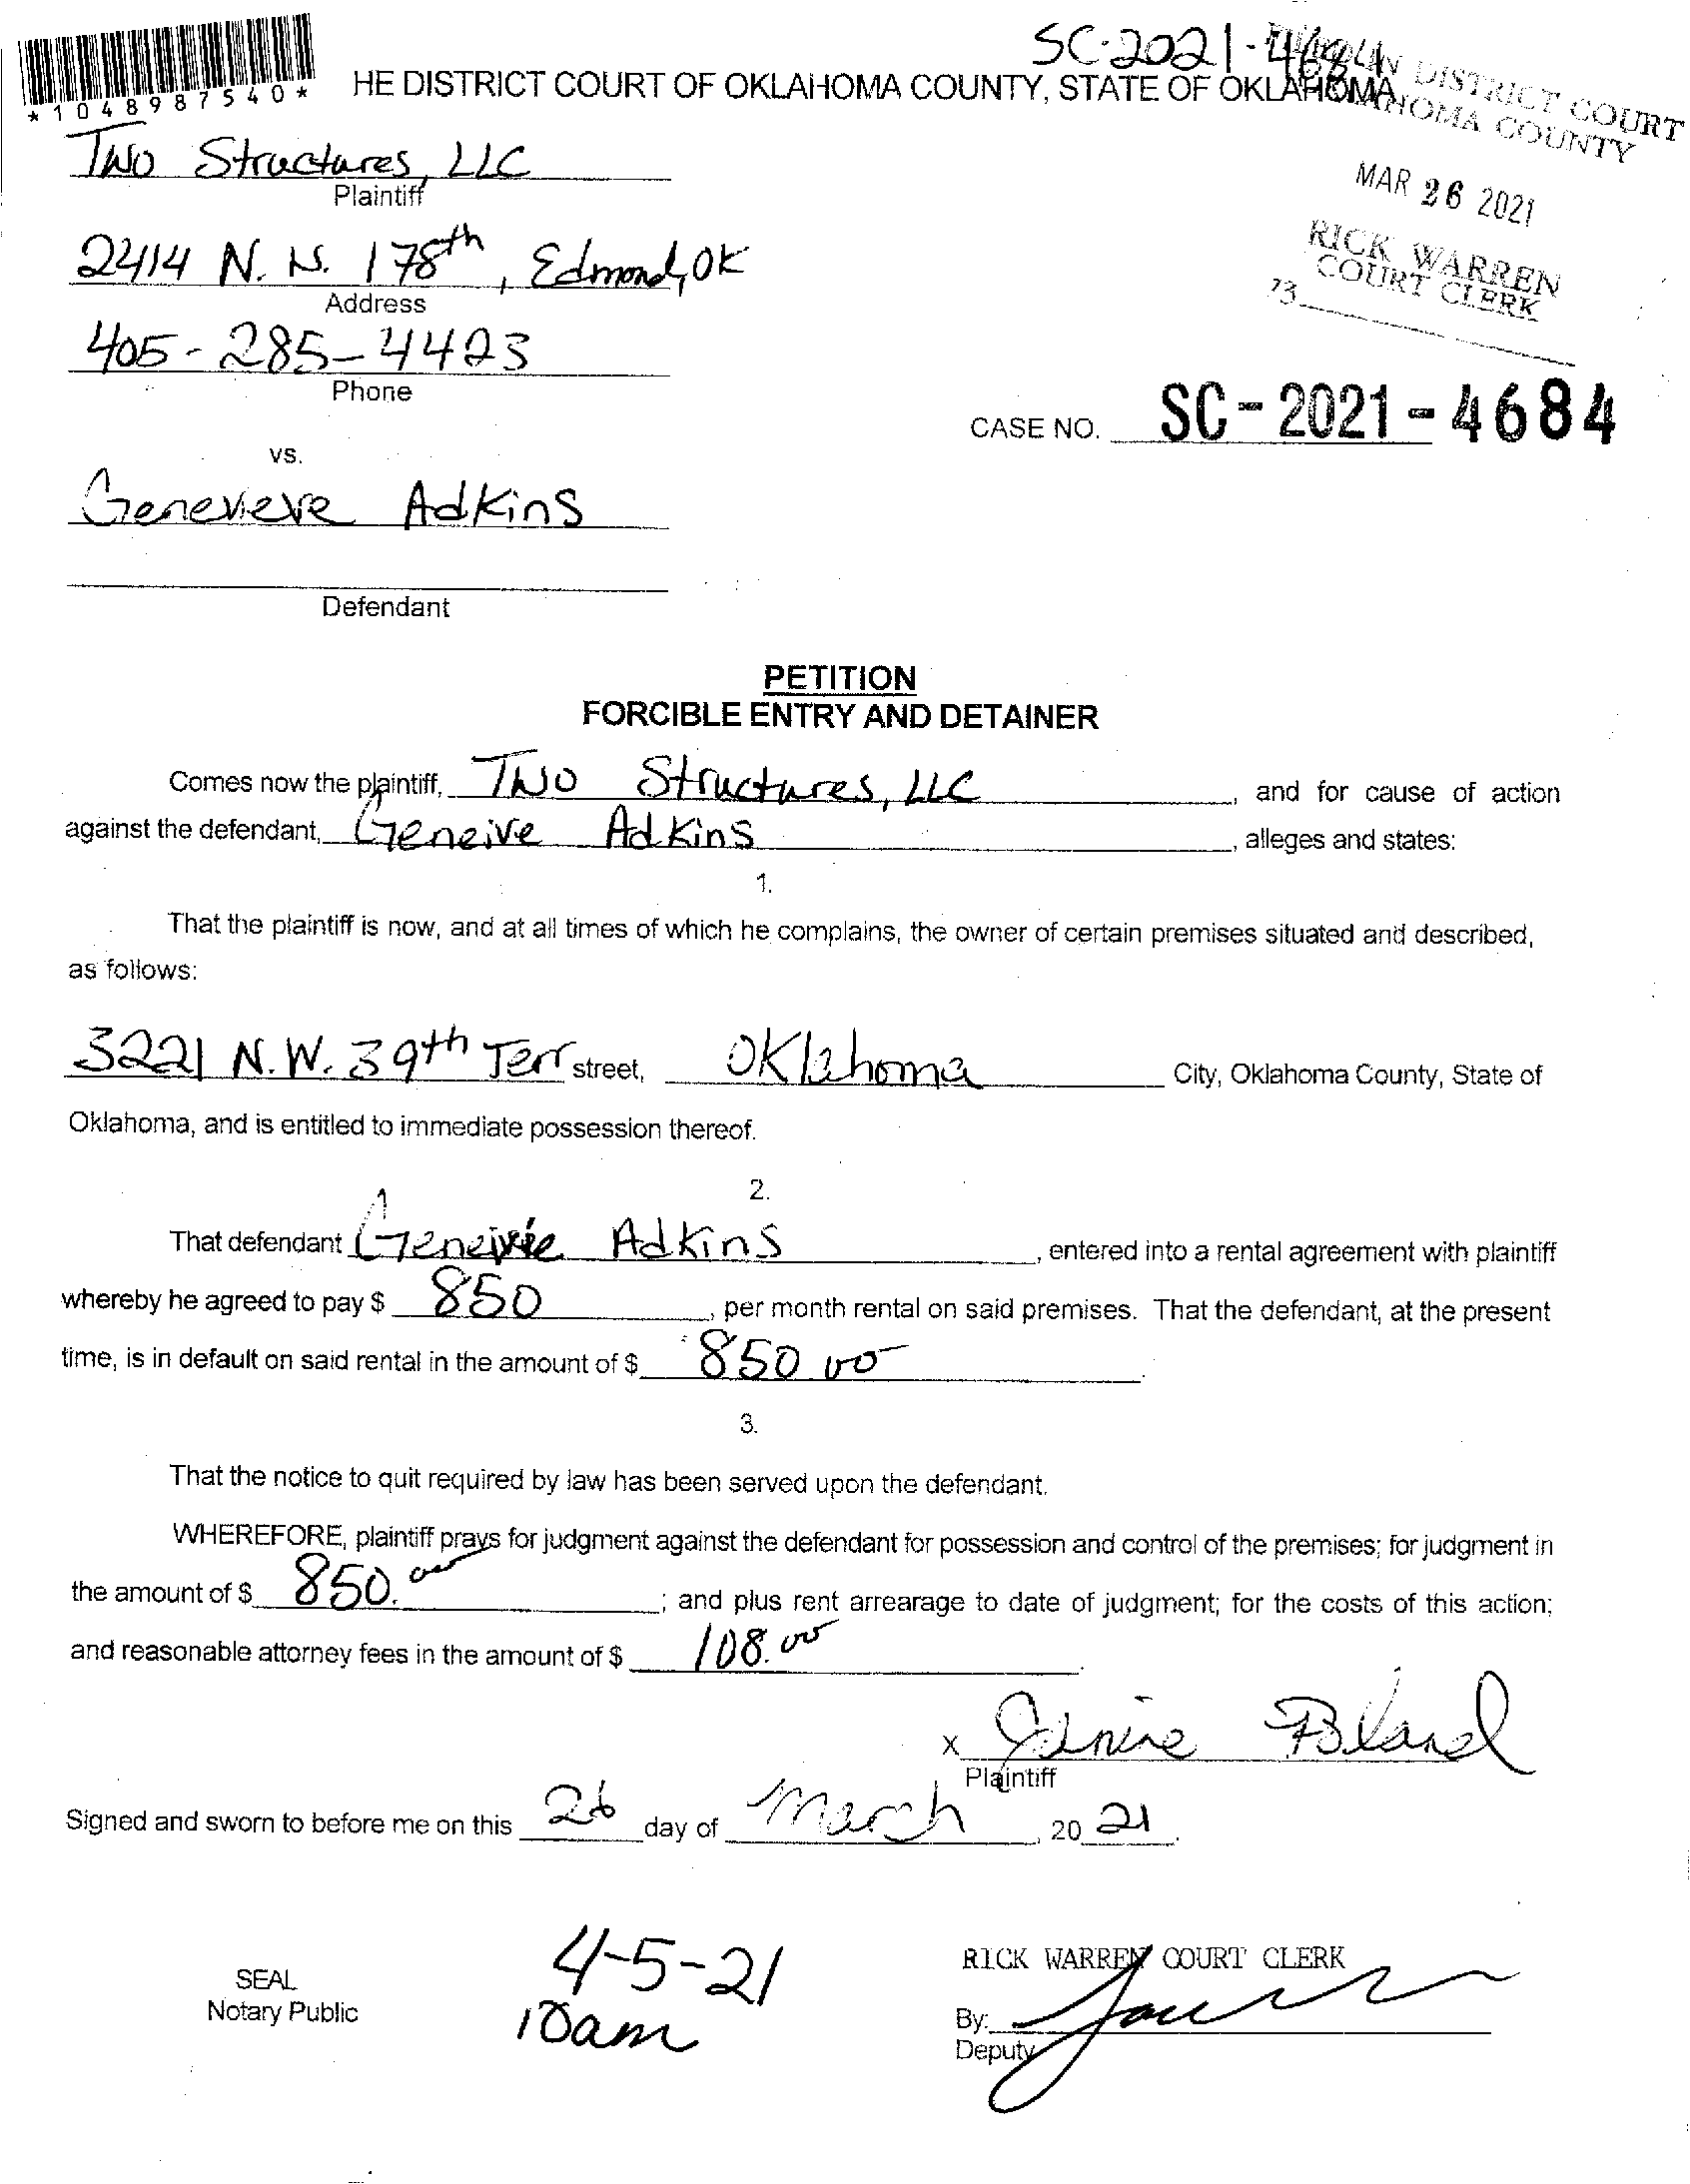 SC-2021-4684
*1048987540*
HE DISTRICT COURT OF OKLAHOMA COUNTY, STATE OF OKLAHOMA
IN DISTRICT COURT
OKLAHOMA COUNTY
MAR 26 2021
RICK WARREN
COURT CLERK
73
Two Structures, LLC
Plaintiff
2414 N. W. 178th, Edmond, OK
Address
405-285-4423
Phone
CASE NO. SC-2021-4684
vs.
Genevieve Adkins
Defendant
PETITION
FORCIBLE ENTRY AND DETAINER
Comes now the plaintiff, Two Structures, LLC, and for cause of action
against the defendant, Geneive Adkins, alleges and states:
1.
That the plaintiff is now, and at all times of which he complains, the owner of certain premises situated and described,
as follows:
3221 N.W. 39th Terr street, Oklahoma City, Oklahoma County, State of
Oklahoma, and is entitled to immediate possession thereof.
2.
That defendant Adkins, entered into a rental agreement with plaintiff
whereby he agreed to pay $ 850, per month rental on said premises. That the defendant, at the present
time, is in default on said rental in the amount of $ 850.00.
3.
That the notice to quit required by law has been served upon the defendant.
WHEREFORE, plaintiff prays for judgment against the defendant for possession and control of the premises; for judgment in
the amount of $ 850.00; and plus rent arrearage to date of judgment; for the costs of this action;
and reasonable attorney fees in the amount of $ 108.00.
x Janine Bland
Plaintiff
Signed and sworn to before me on this 26 day of March, 2021.
4-5-21
10am
SEAL
Notary Public
RICK WARREN COURT CLERK
By:
Deputy